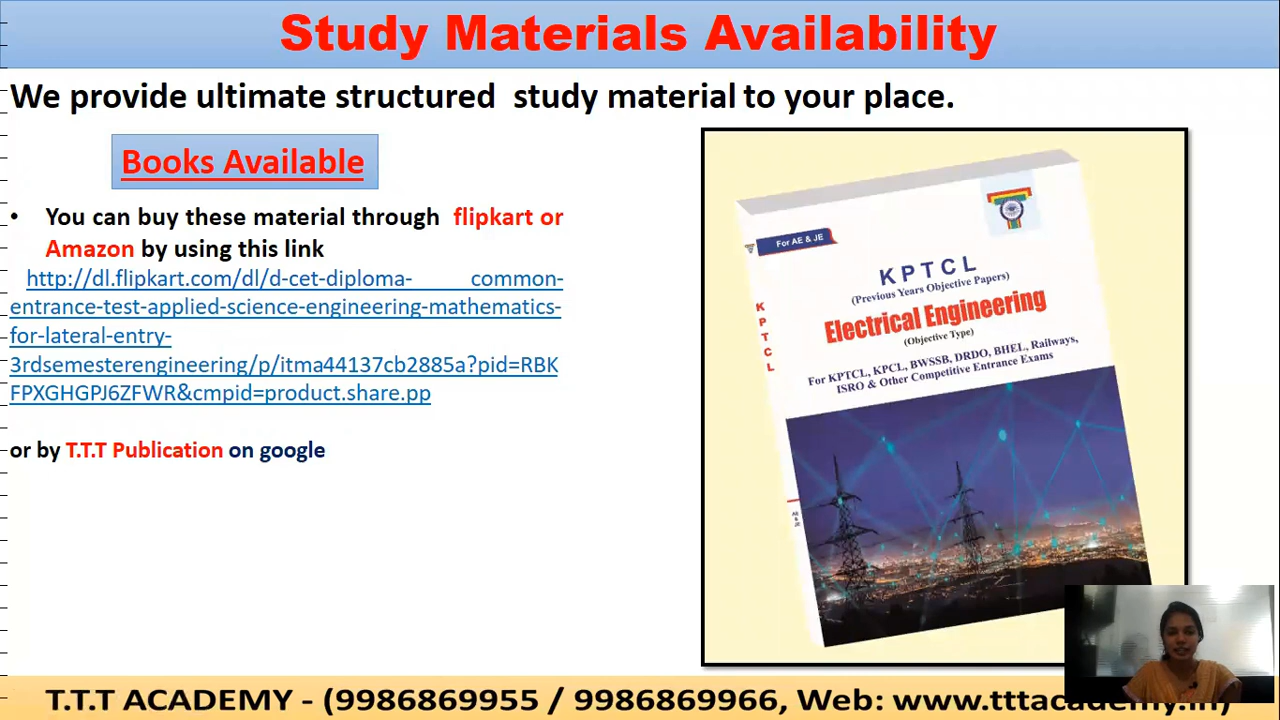 Study Materials Availability
We provide ultimate structured study material to your place.
Books Available
• You can buy these material through flipkart or
Amazon by using this link
http://dl.flipkart.com/dl/d-cet-diploma- common-
entrance-test-applied-science-engineering-mathematics-
for-lateral-entry-
3rdsemesterengineering/p/itma44137cb2885a?pid=RBK
FPXGHGPJ6ZFWR&cmpid=product.share.pp
or by T.T.T Publication on google
For AE & JE
KPTCL
(Previous Years Objective Papers)
Electrical Engineering
(Objective Type)
For KPTCL, KPCL, BWSSB, DRDO, BHEL, Railways,
ISRO & Other Competitive Entrance Exams
KPTCL
AE & JE
T.T.T ACADEMY - (9986869955 / 9986869966, Web: www.tttacademy.in)